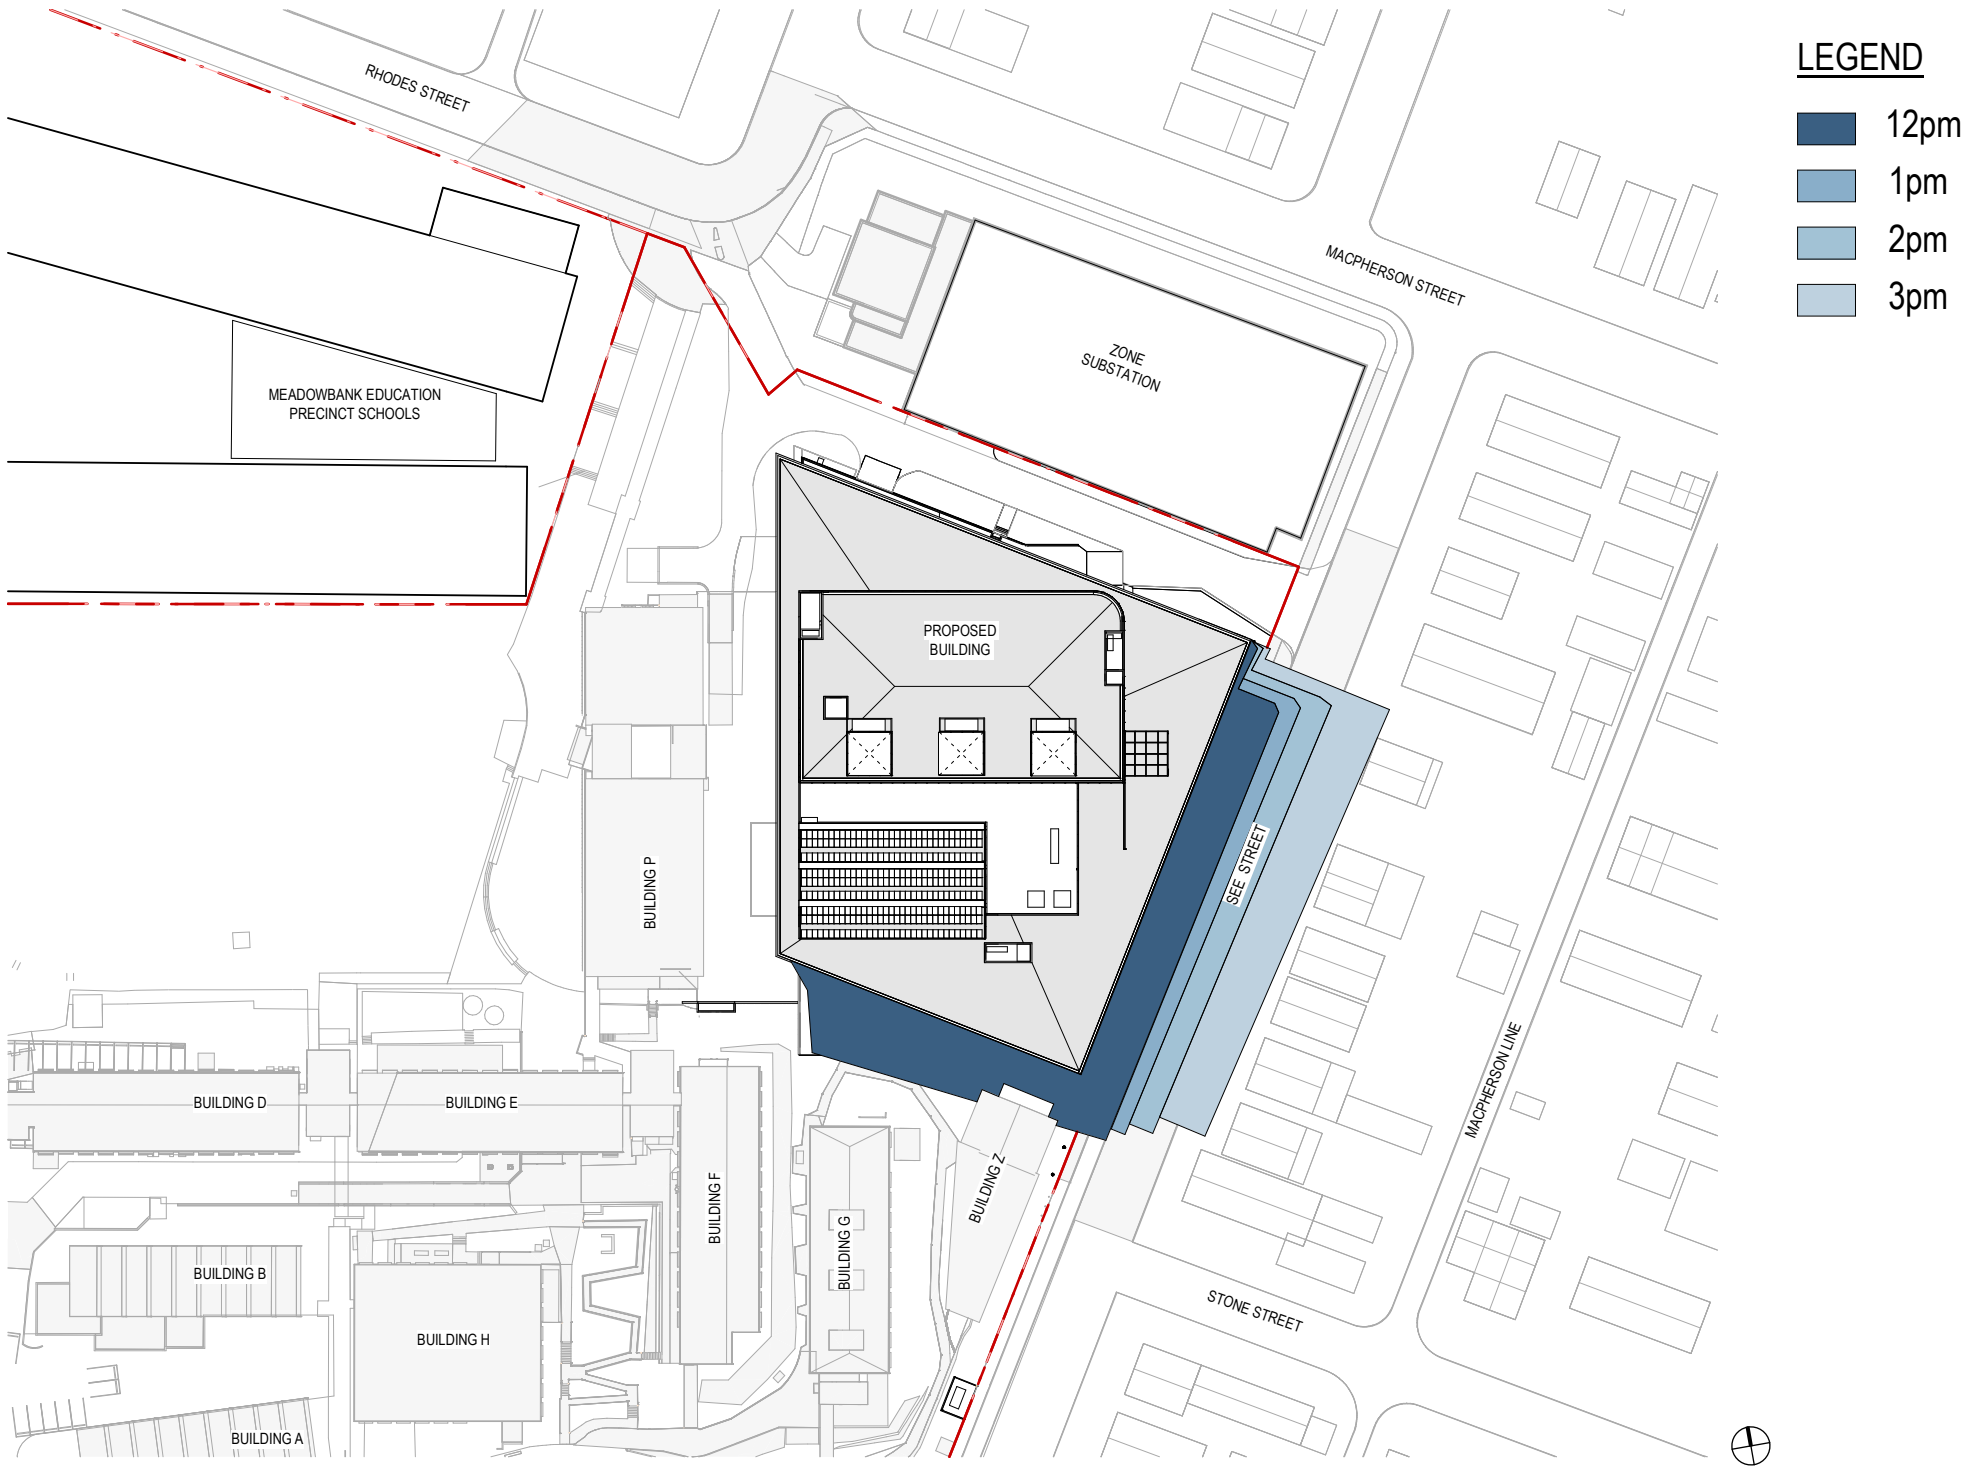 LEGEND
12pm
1pm
2pm
3pm
RHODES STREET
MACPHERSON STREET
ZONE
SUBSTATION
MEADOWBANK EDUCATION
PRECINCT SCHOOLS
PROPOSED
BUILDING
SEE STREET
BUILDING P
MACPHERSON LINE
BUILDING D
BUILDING E
BUILDING F
BUILDING G
BUILDING Z
BUILDING B
BUILDING H
STONE STREET
BUILDING A